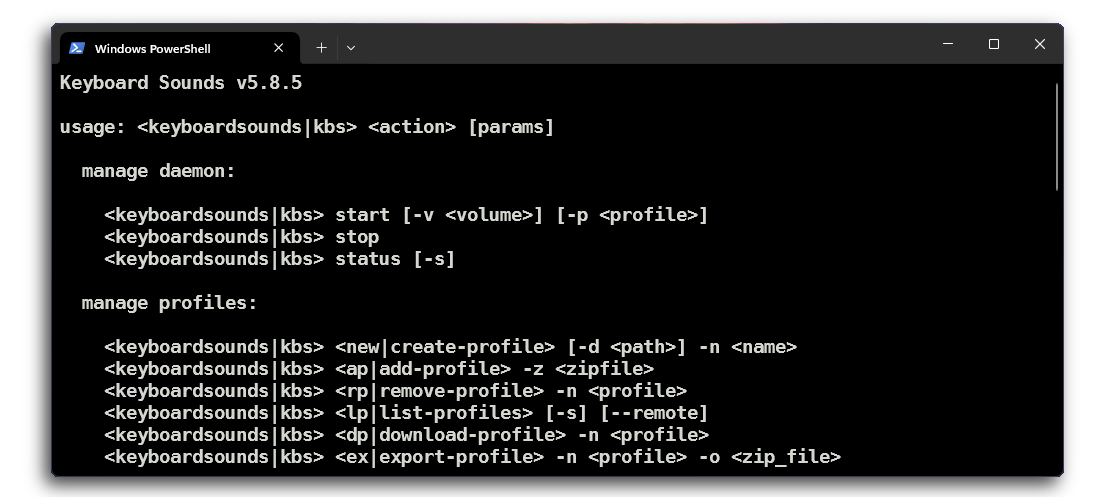 Windows PowerShell
Keyboard Sounds v5.8.5
usage: <keyboardsounds|kbs> <action> [params]
manage daemon:
<keyboardsounds|kbs> start [-v <volume>] [-p <profile>]
<keyboardsounds|kbs> stop
<keyboardsounds|kbs> status [-s]
manage profiles:
<keyboardsounds|kbs> <new|create-profile> [-d <path>] -n <name>
<keyboardsounds|kbs> <ap|add-profile> -z <zipfile>
<keyboardsounds|kbs> <rp|remove-profile> -n <profile>
<keyboardsounds|kbs> <lp|list-profiles> [-s] [--remote]
<keyboardsounds|kbs> <dp|download-profile> -n <profile>
<keyboardsounds|kbs> <ex|export-profile> -n <profile> -o <zip_file>